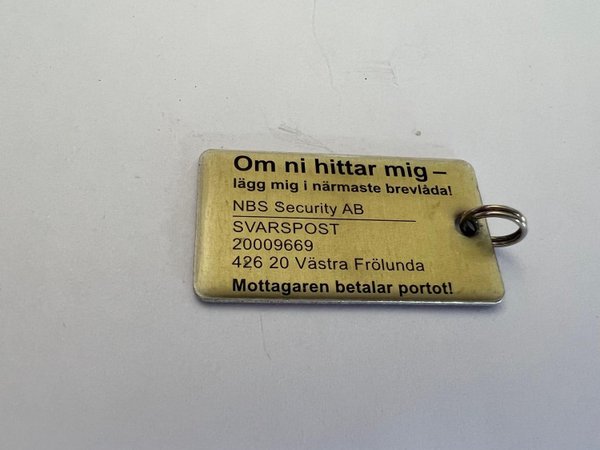 Om ni hittar mig –
lägg mig i närmaste brevlåda!
NBS Security AB
SVARSPOST
20009669
426 20 Västra Frölunda
Mottagaren betalar portot!